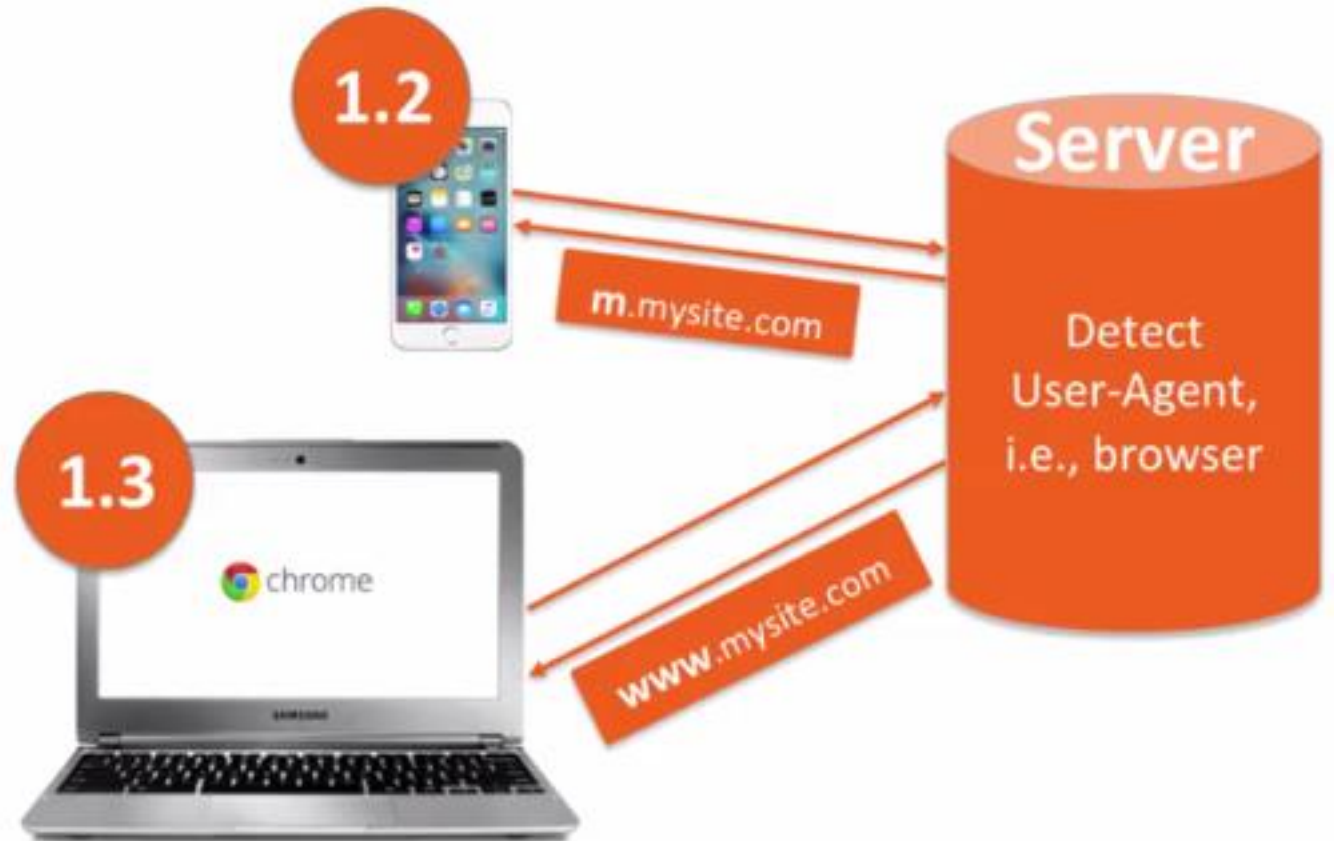 1.2
Server
m.mysite.com
Detect
User-Agent,
i.e., browser
1.3
chrome
www.mysite.com
SAMSUNG